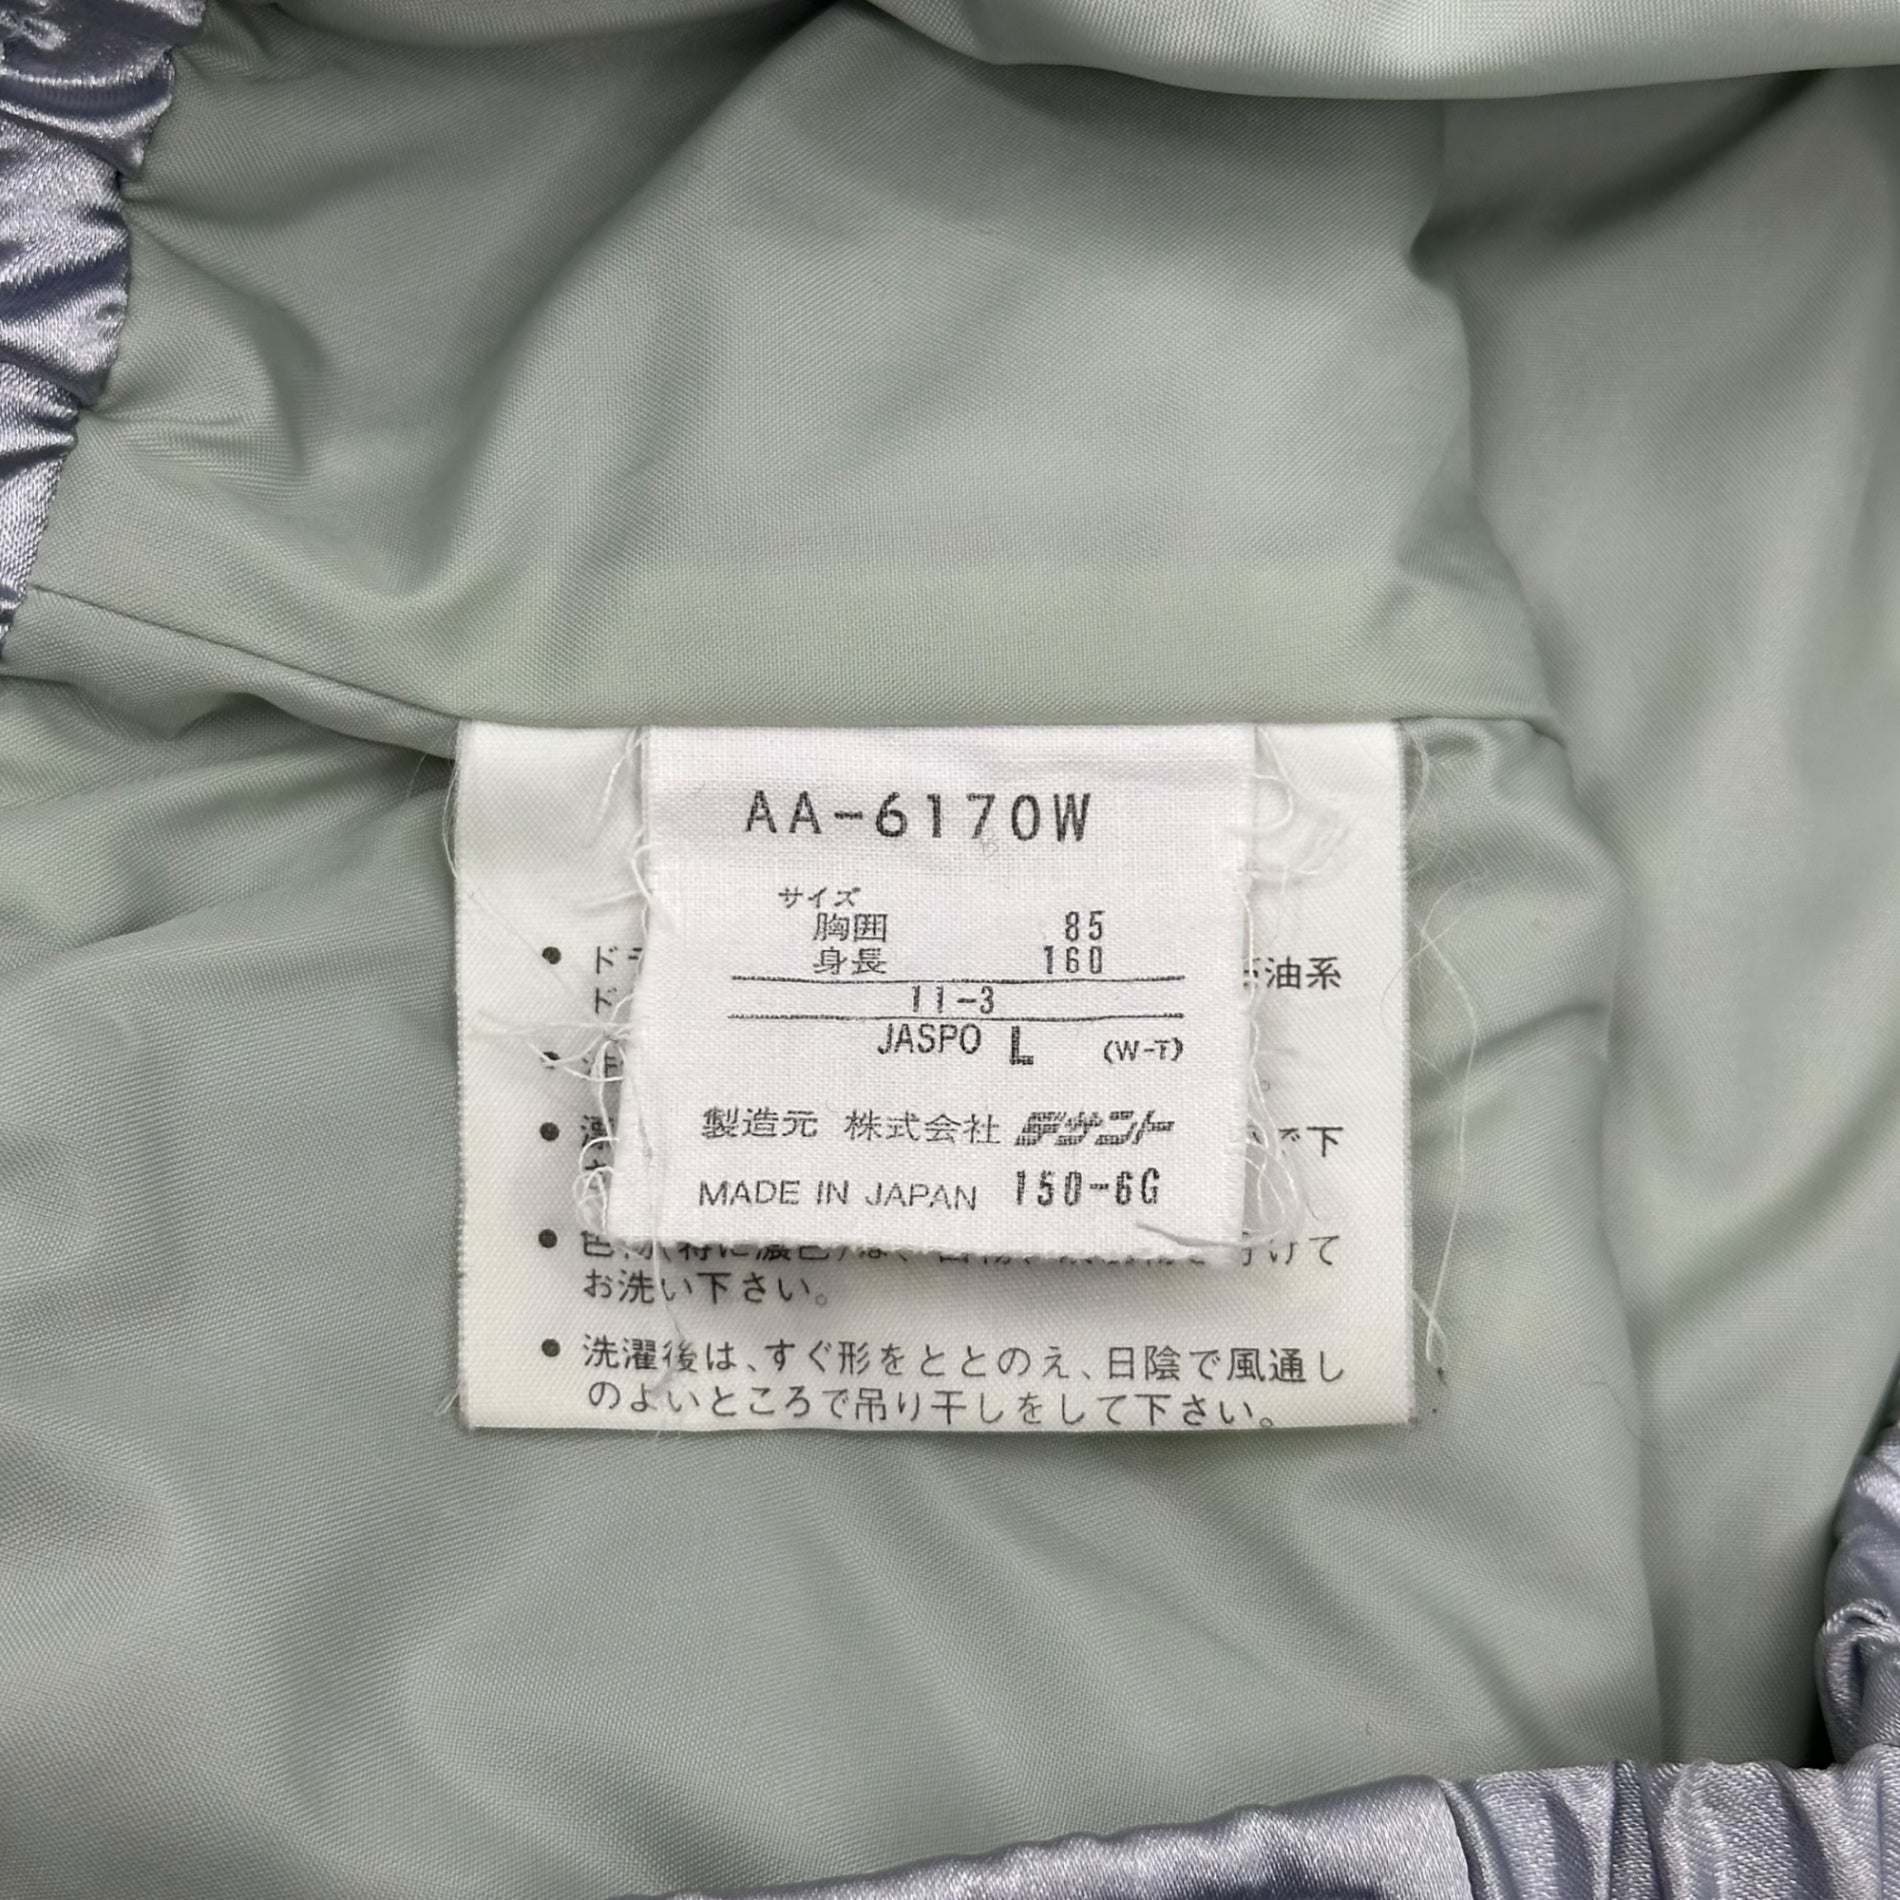 AA-6170W
サイズ
胸囲 85
身長 160
11-3
JASPO L (W-T)
製造元 株式会社 デサント
MADE IN JAPAN 150-6G
油系
下
けて
お洗い下さい。
● 洗濯後は、すぐ形をととのえ、日陰で風通し
のよいところで吊り干しをして下さい。